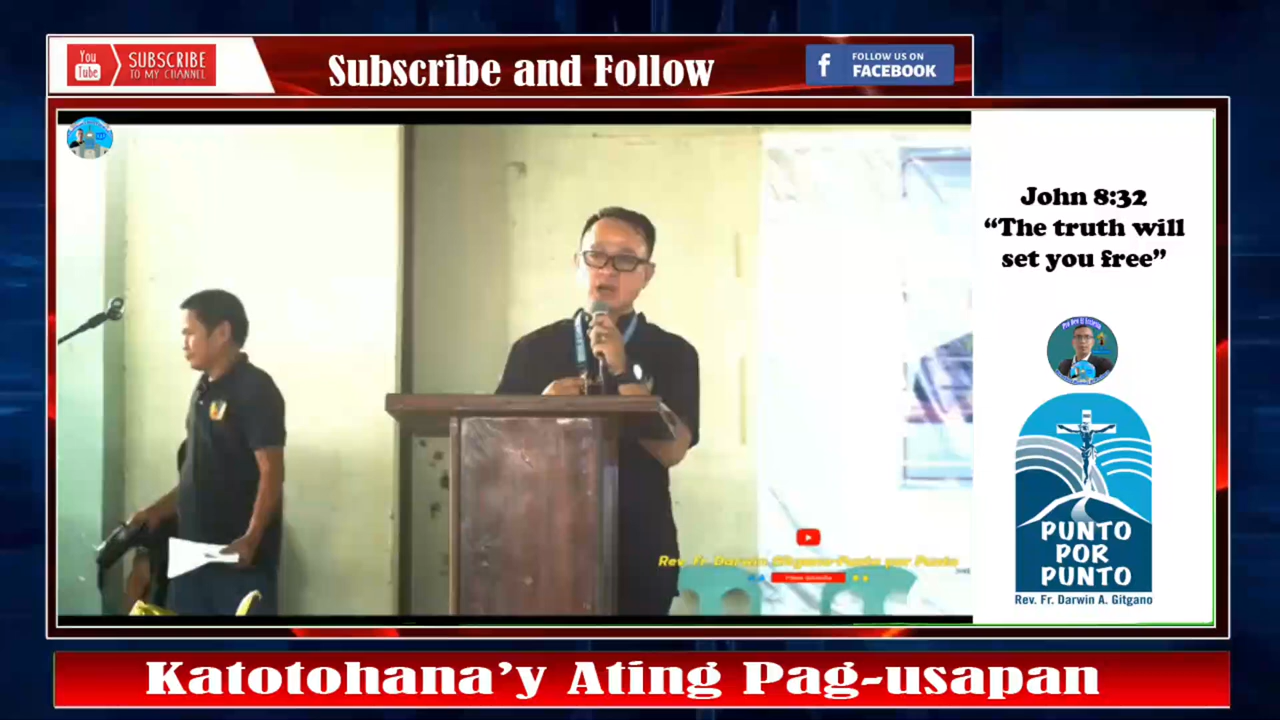 You
Tube
SUBSCRIBE
TO MY CHANNEL
Subscribe and Follow
f
FOLLOW US ON
FACEBOOK
John 8:32
“The truth will
set you free”
PUNTO
POR
PUNTO
Rev. Fr. Darwin A. Gitgano
Rev. Fr. Darwin Gitgano-Punto por Punto
Katotohana’y Ating Pag-usapan